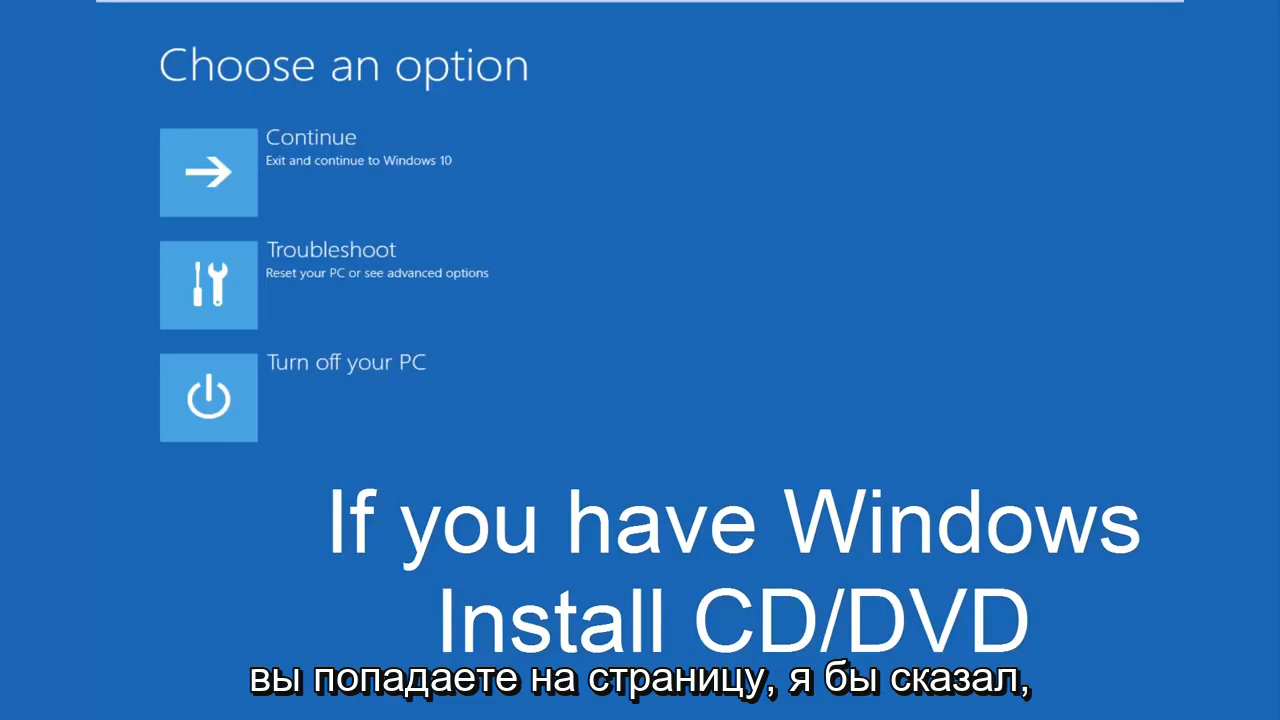 Choose an option
Continue
Exit and continue to Windows 10
Troubleshoot
Reset your PC or see advanced options
Turn off your PC
If you have Windows
Install CD/DVD
вы попадаете на страницу, я бы сказал,